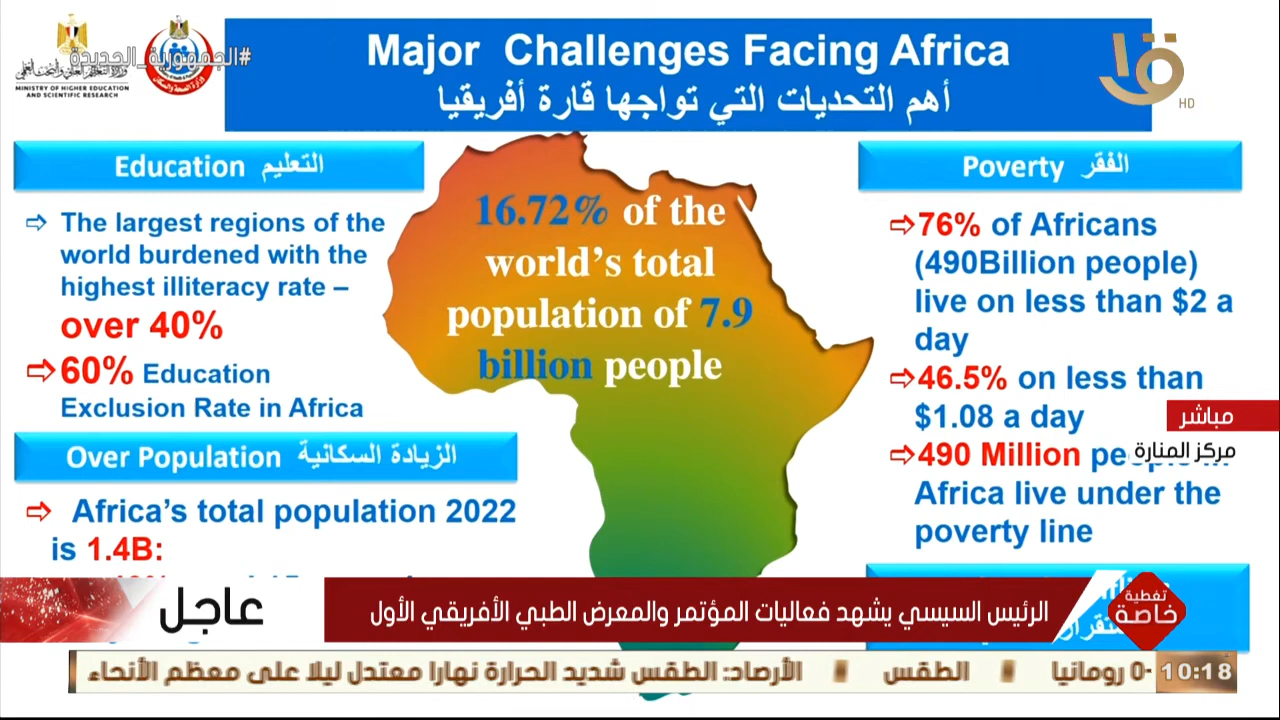 #الجمهورية_الجديدة
MINISTRY OF HIGHER EDUCATION
AND SCIENTIFIC RESEARCH
Major Challenges Facing Africa
أهم التحديات التي تواجها قارة أفريقيا
HD
Education التعليم
⇨ The largest regions of the
world burdened with the
highest illiteracy rate –
over 40%
⇨60% Education
Exclusion Rate in Africa
Over Population الزيادة السكانية
⇨ Africa's total population 2022
is 1.4B:
16.72% of the
world's total
population of 7.9
billion people
Poverty الفقر
⇨76% of Africans
(490Billion people)
live on less than $2 a
day
⇨46.5% on less than
$1.08 a day
⇨490 Million
Africa live under the
poverty line
مباشر
مركز المنارة
عاجل
الرئيس السيسي يشهد فعاليات المؤتمر والمعرض الطبي الأفريقي الأول
تغطية
خاصة
0- رومانيا الطقس الأرصاد: الطقس شديد الحرارة نهارا معتدل ليلا على معظم الأنحاء
10:18